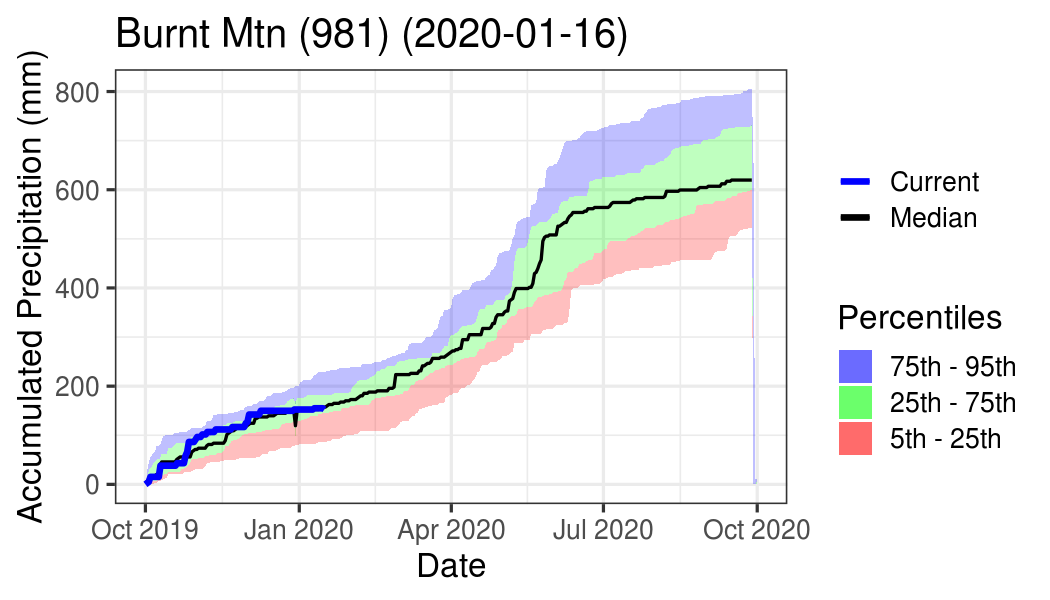 Burnt Mtn (981) (2020-01-16)
Accumulated Precipitation (mm)
800
600
400
200
0
Oct 2019
Jan 2020
Apr 2020
Jul 2020
Oct 2020
Date
Current
Median
Percentiles
75th - 95th
25th - 75th
5th - 25th